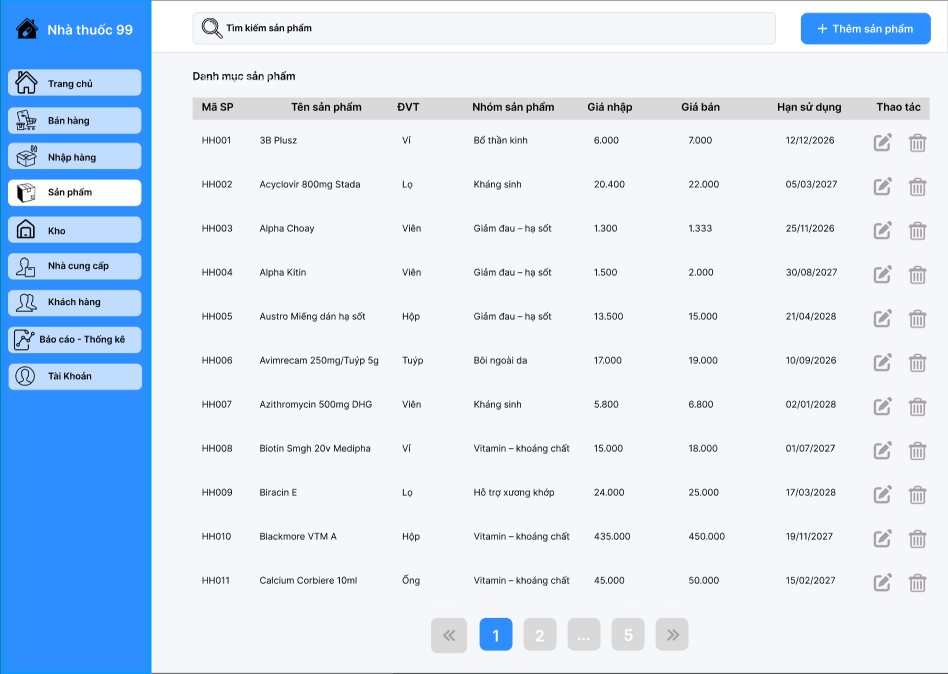 Nhà thuốc 99
Tìm kiếm sản phẩm
+ Thêm sản phẩm
Trang chủ
Bán hàng
Nhập hàng
Sản phẩm
Kho
Nhà cung cấp
Khách hàng
Báo cáo - Thống kê
Tài Khoản
Danh mục sản phẩm
Mã SP Tên sản phẩm ĐVT Nhóm sản phẩm Giá nhập Giá bán Hạn sử dụng Thao tác
HH001 3B Plusz Vỉ Bổ thần kinh 6.000 7.000 12/12/2026
HH002 Acyclovir 800mg Stada Lọ Kháng sinh 20.400 22.000 05/03/2027
HH003 Alpha Choay Viên Giảm đau – hạ sốt 1.300 1.333 25/11/2026
HH004 Alpha Kitin Viên Giảm đau – hạ sốt 1.500 2.000 30/08/2027
HH005 Austro Miếng dán hạ sốt Hộp Giảm đau – hạ sốt 13.500 15.000 21/04/2028
HH006 Avimrecam 250mg/Tuýp 5g Tuýp Bôi ngoài da 17.000 19.000 10/09/2026
HH007 Azithromycin 500mg DHG Viên Kháng sinh 5.800 6.800 02/01/2028
HH008 Biotin Smgh 20v Medipha Vỉ Vitamin – khoáng chất 15.000 18.000 01/07/2027
HH009 Biracin E Lọ Hỗ trợ xương khớp 24.000 25.000 17/03/2028
HH010 Blackmore VTM A Hộp Vitamin – khoáng chất 435.000 450.000 19/11/2027
HH011 Calcium Corbiere 10ml Ống Vitamin – khoáng chất 45.000 50.000 15/02/2027
« 1 2 ... 5 »